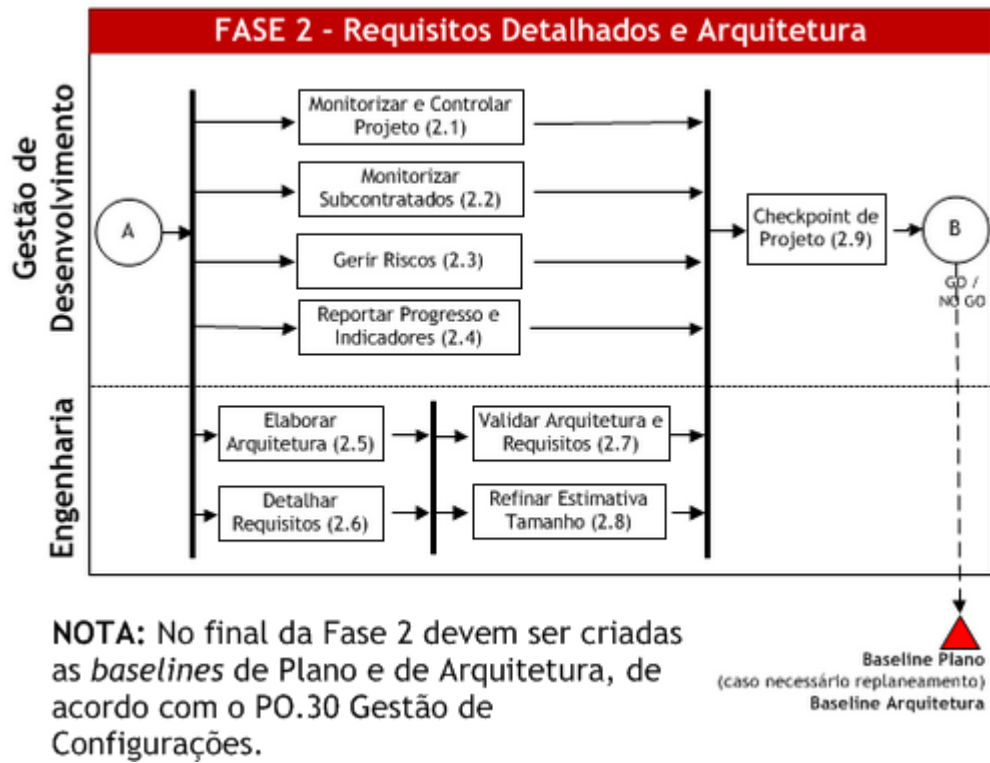 FASE 2 - Requisitos Detalhados e Arquitetura
Gestão de
Desenvolvimento
A
Monitorizar e Controlar
Projeto (2.1)
Monitorizar
Subcontratados (2.2)
Gerir Riscos (2.3)
Reportar Progresso e
Indicadores (2.4)
Checkpoint de
Projeto (2.9)
B
GO /
NO GO
Engenharia
Elaborar
Arquitetura (2.5)
Detalhar
Requisitos (2.6)
Validar Arquitetura e
Requisitos (2.7)
Refinar Estimativa
Tamanho (2.8)
NOTA: No final da Fase 2 devem ser criadas
as baselines de Plano e de Arquitetura, de
acordo com o PO.30 Gestão de
Configurações.
Baseline Plano
(caso necessário replaneamento)
Baseline Arquitetura